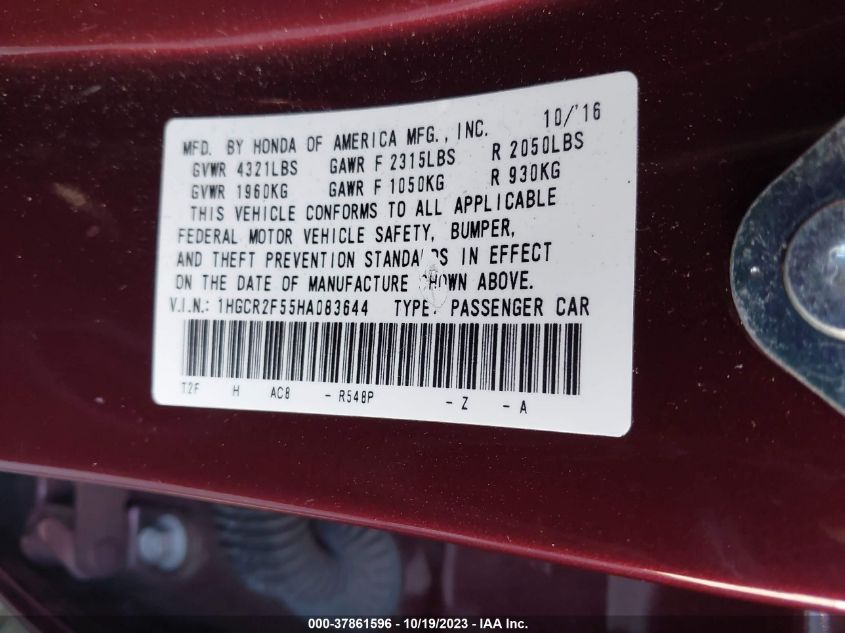 10/'16
MFD. BY HONDA OF AMERICA MFG., INC.
GVWR 4321LBS GAWR F 2315LBS R 2050LBS
GVWR 1960KG GAWR F 1050KG R 930KG
THIS VEHICLE CONFORMS TO ALL APPLICABLE
FEDERAL MOTOR VEHICLE SAFETY, BUMPER,
AND THEFT PREVENTION STANDARDS IN EFFECT
ON THE DATE OF MANUFACTURE SHOWN ABOVE.
V.I.N.: 1HGCR2F55HA083644 TYPE: PASSENGER CAR
T2F H AC8 - R548P - Z - A
000-37861596 - 10/19/2023 - IAA Inc.